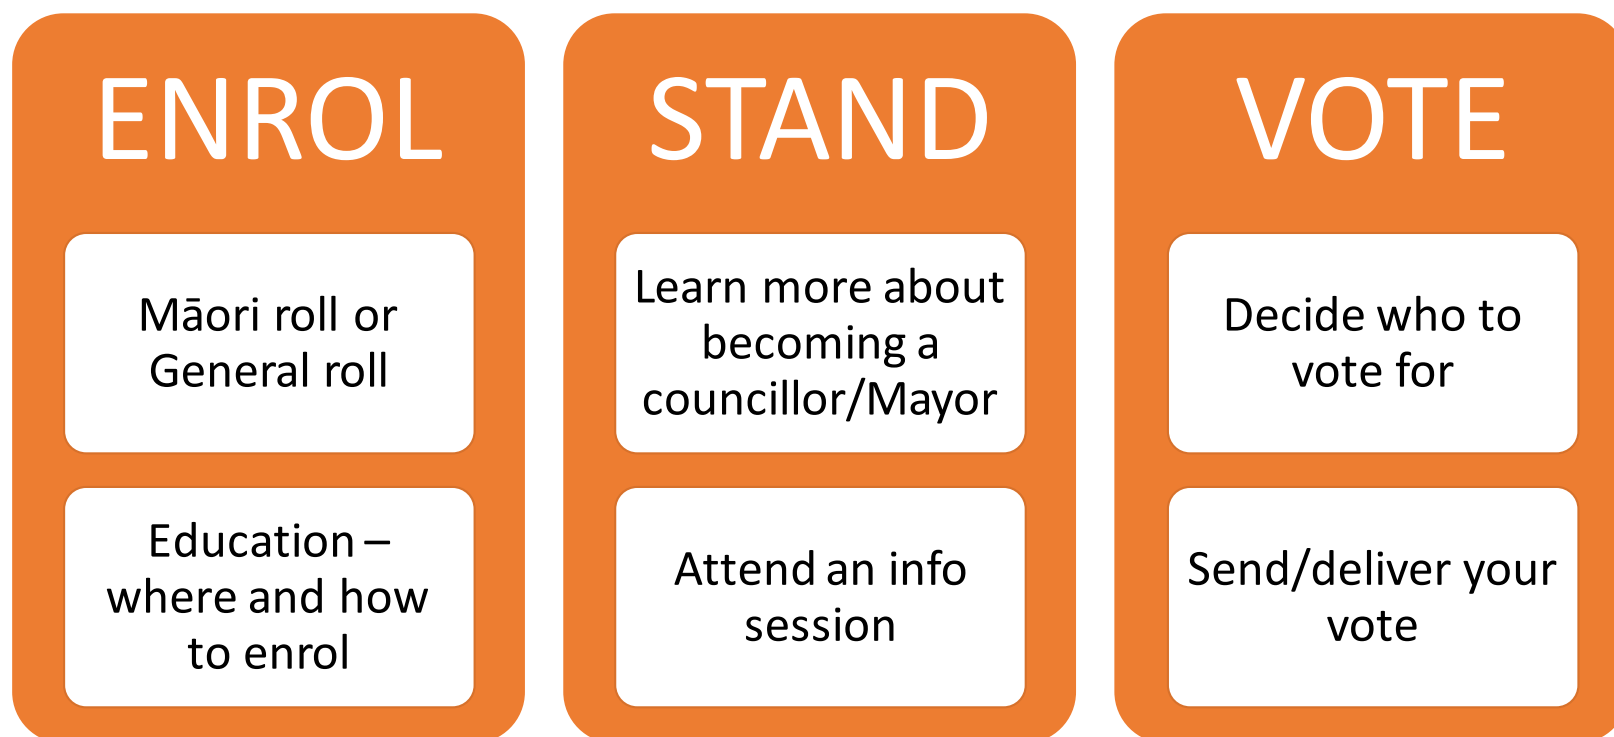 ENROL
Māori roll or
General roll
Education –
where and how
to enrol
STAND
Learn more about
becoming a
councillor/Mayor
Attend an info
session
VOTE
Decide who to
vote for
Send/deliver your
vote